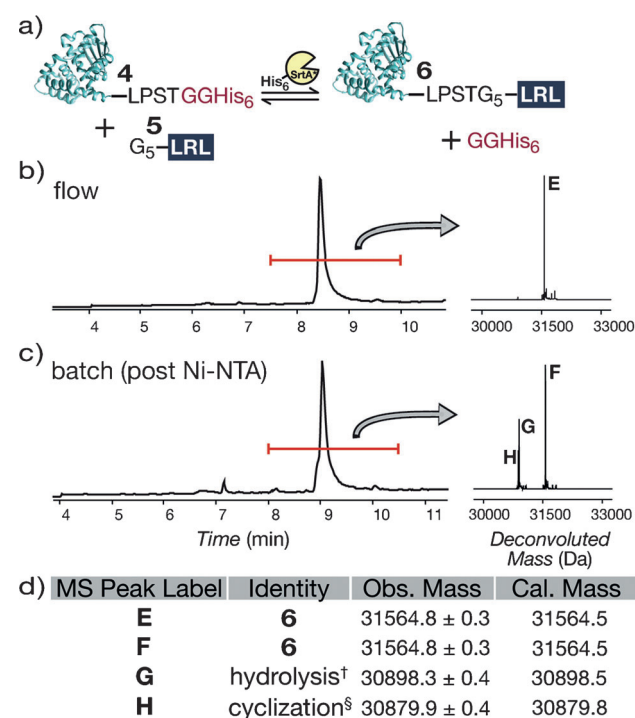 a)
4
6
His6 SrtA*
LPSTGGHis6
LPSTG5 LRL
+ 5
G5 LRL
+ GGHis6
b) flow
E
4 5 6 7 8 9 10
30000 31500 33000
c) batch (post Ni-NTA)
F
G
H
4 5 6 7 8 9 10 11
30000 31500 33000
Time (min)
Deconvoluted
Mass (Da)
d) MS Peak Label Identity Obs. Mass Cal. Mass
E 6 31564.8 ± 0.3 31564.5
F 6 31564.8 ± 0.3 31564.5
G hydrolysis† 30898.3 ± 0.4 30898.5
H cyclization§ 30879.9 ± 0.4 30879.8